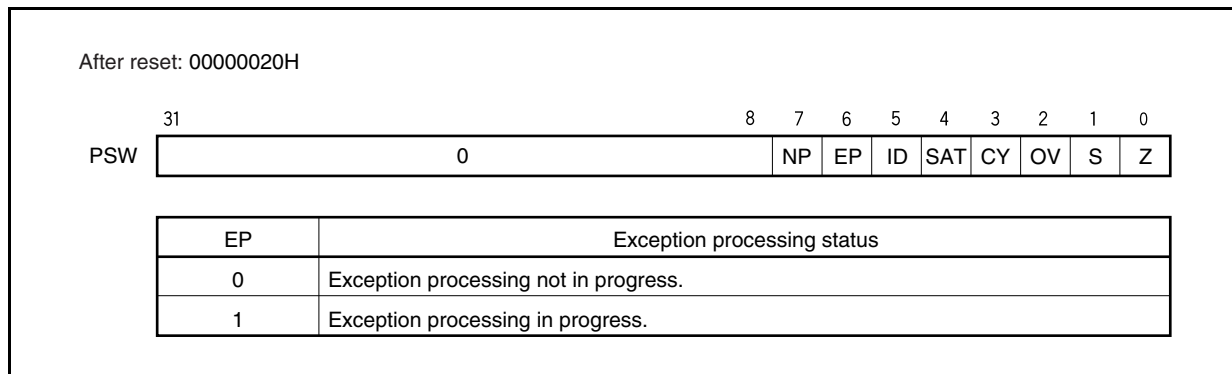 After reset: 00000020H
31 8 7 6 5 4 3 2 1 0
PSW 0 NP EP ID SAT CY OV S Z
EP Exception processing status
0 Exception processing not in progress.
1 Exception processing in progress.